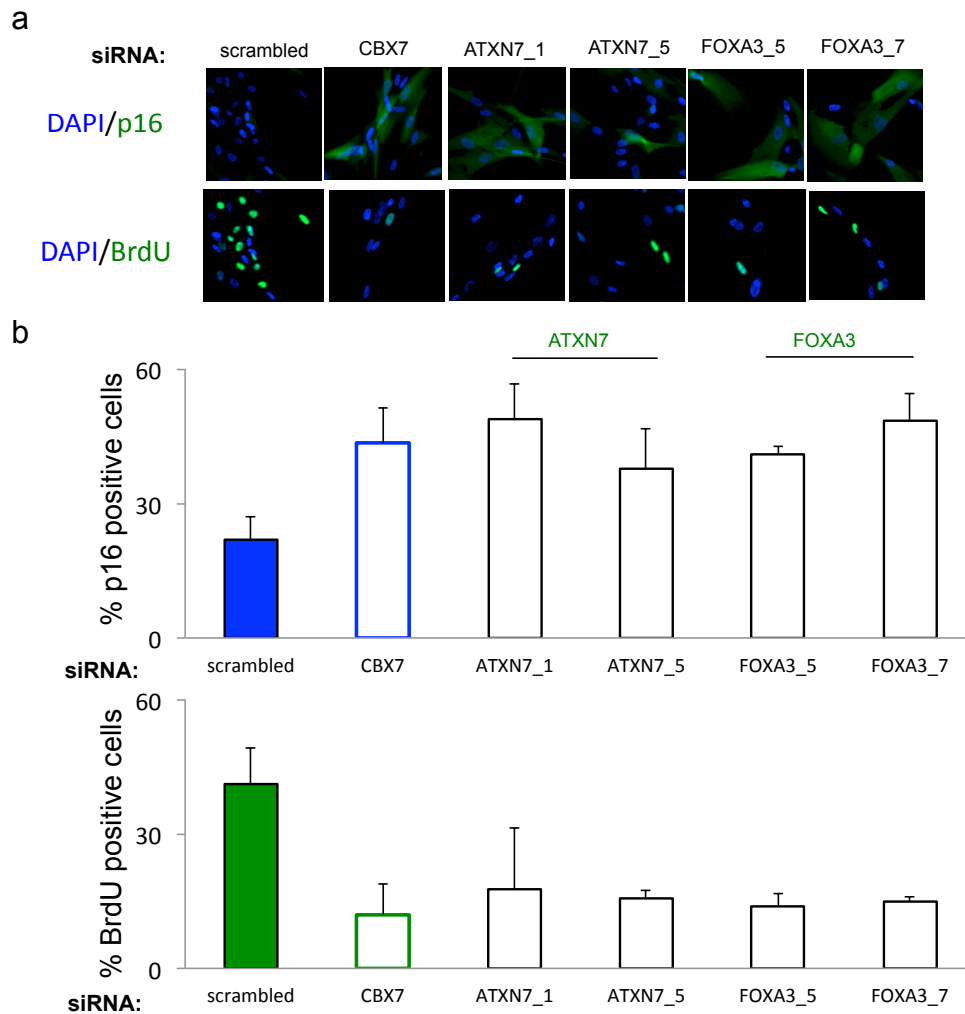 a
siRNA: scrambled CBX7 ATXN7_1 ATXN7_5 FOXA3_5 FOXA3_7
DAPI/p16
DAPI/BrdU
b
ATXN7 FOXA3
% p16 positive cells
60
30
0
siRNA: scrambled CBX7 ATXN7_1 ATXN7_5 FOXA3_5 FOXA3_7
% BrdU positive cells
60
30
0
siRNA: scrambled CBX7 ATXN7_1 ATXN7_5 FOXA3_5 FOXA3_7